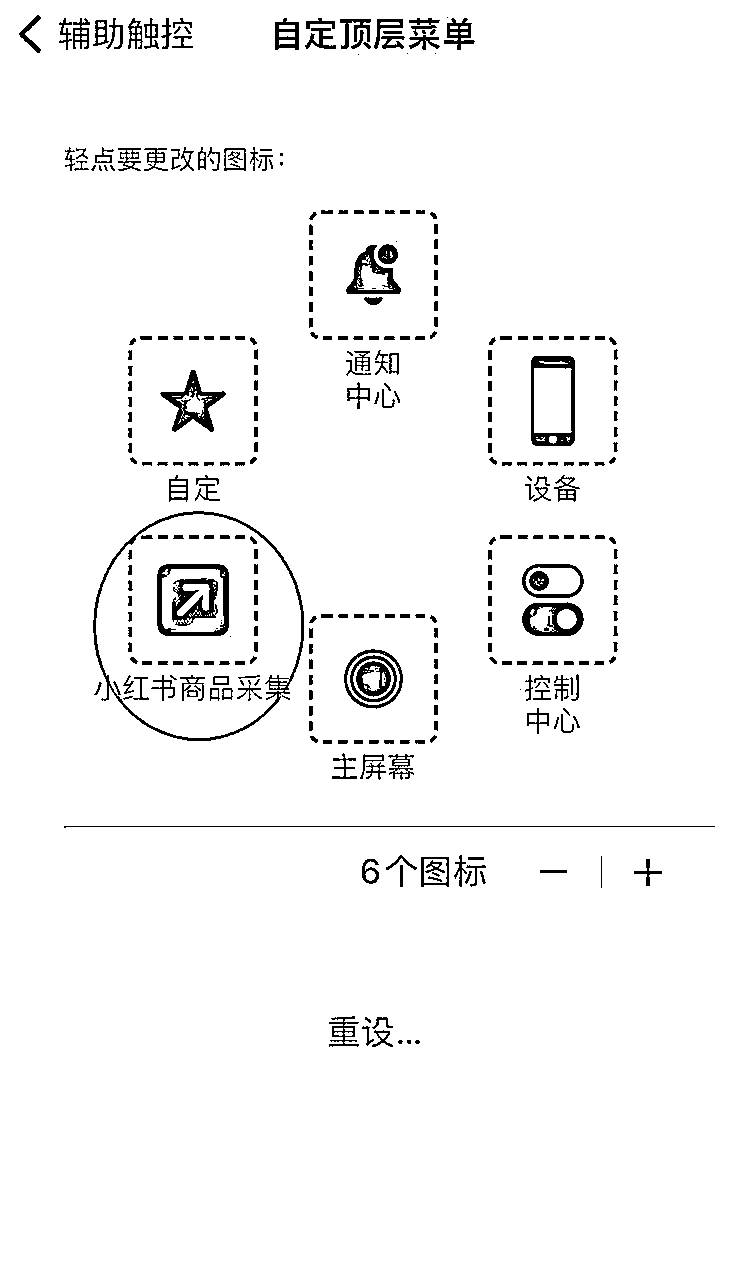 辅助触控
自定顶层菜单
轻点要更改的图标：
通知
中心
自定
设备
小红书商品采集
控制
中心
主屏幕
6个图标
重设...